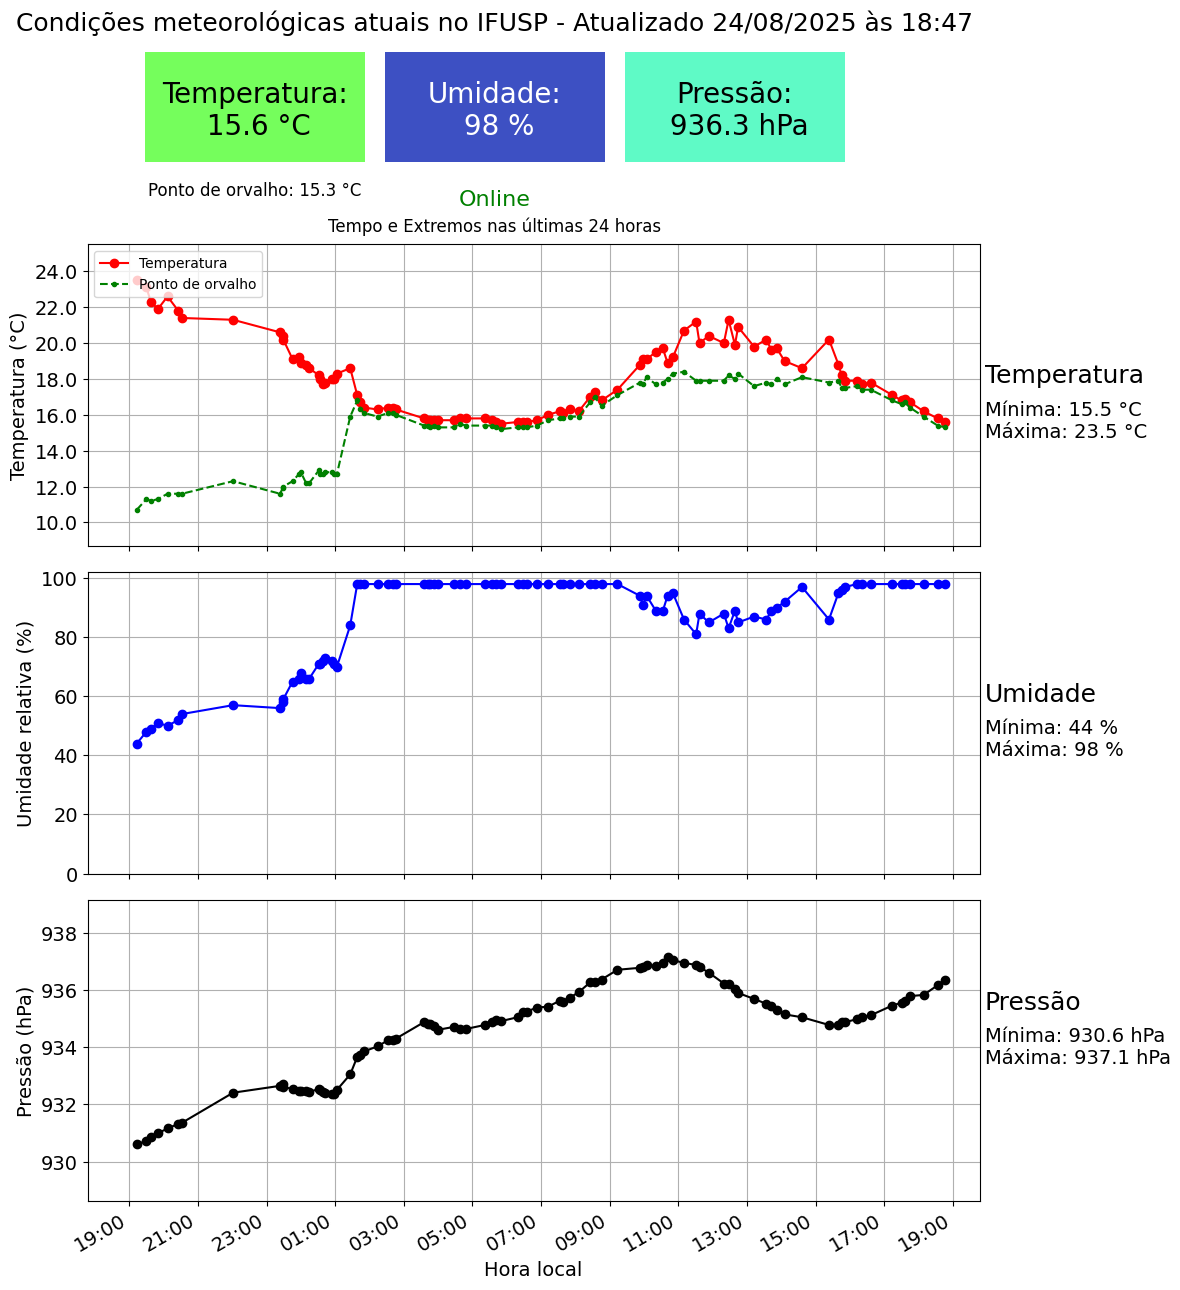 Condições meteorológicas atuais no IFUSP - Atualizado 24/08/2025 às 18:47
Temperatura:
15.6 °C
Umidade:
98 %
Pressão:
936.3 hPa
Ponto de orvalho: 15.3 °C
Online
Tempo e Extremos nas últimas 24 horas
Temperatura (°C)
24.0
22.0
20.0
18.0
16.0
14.0
12.0
10.0
Temperatura
Ponto de orvalho
Temperatura
Mínima: 15.5 °C
Máxima: 23.5 °C
Umidade relativa (%)
100
80
60
40
20
0
Umidade
Mínima: 44 %
Máxima: 98 %
Pressão (hPa)
938
936
934
932
930
Pressão
Mínima: 930.6 hPa
Máxima: 937.1 hPa
19:00
21:00
23:00
01:00
03:00
05:00
07:00
09:00
11:00
13:00
15:00
17:00
19:00
Hora local